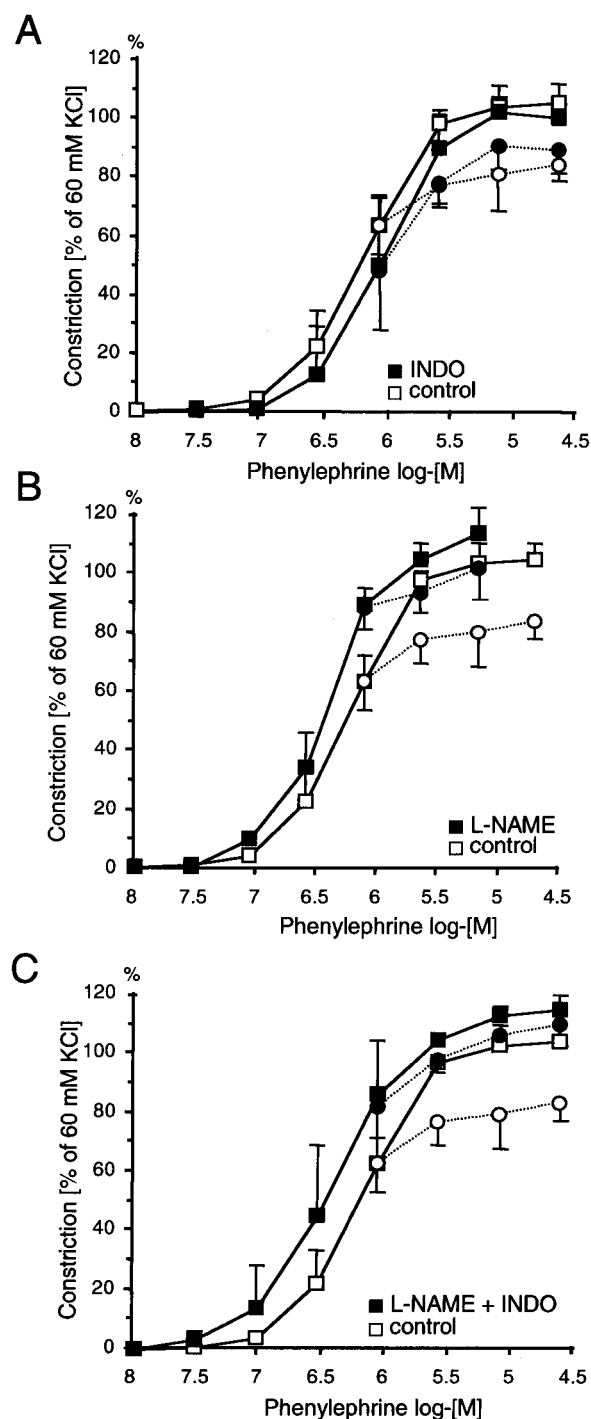 A
%
120
100
80
60
40
20
0
Constriction [% of 60 mM KCl]
INDO
control
8 7.5 7 6.5 6 5.5 5 4.5
Phenylephrine log-[M]
B
%
120
100
80
60
40
20
0
Constriction [% of 60 mM KCl]
L-NAME
control
8 7.5 7 6.5 6 5.5 5 4.5
Phenylephrine log-[M]
C
%
120
100
80
60
40
20
0
Constriction [% of 60 mM KCl]
L-NAME + INDO
control
8 7.5 7 6.5 6 5.5 5 4.5
Phenylephrine log-[M]